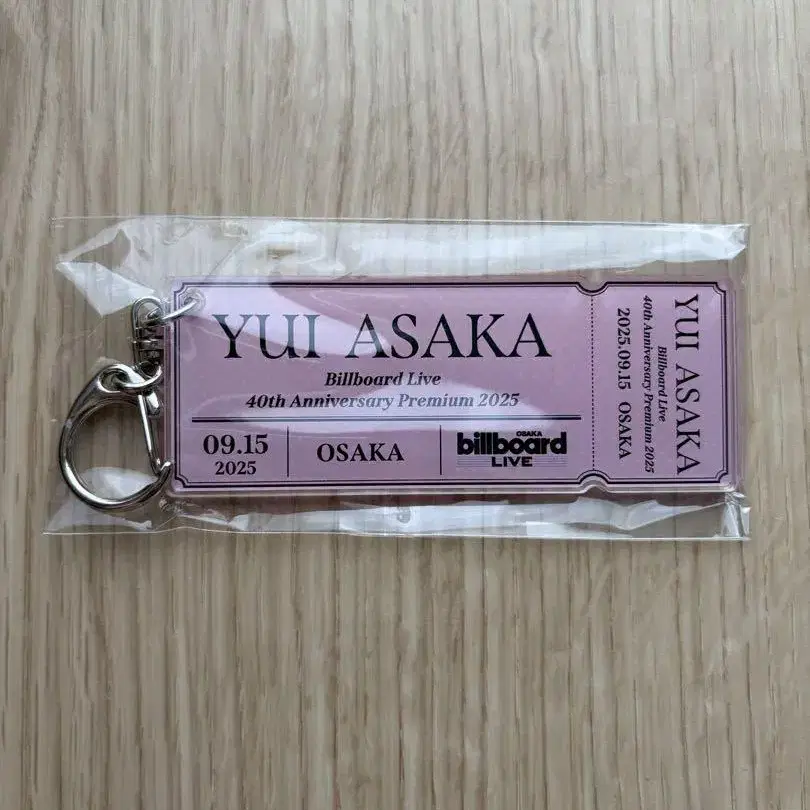 YUI ASAKA
Billboard Live
40th Anniversary Premium 2025
09.15
2025
OSAKA
OSAKA
billboard
LIVE
YUI ASAKA
Billboard Live
40th Anniversary Premium 2025
2025.09.15 OSAKA